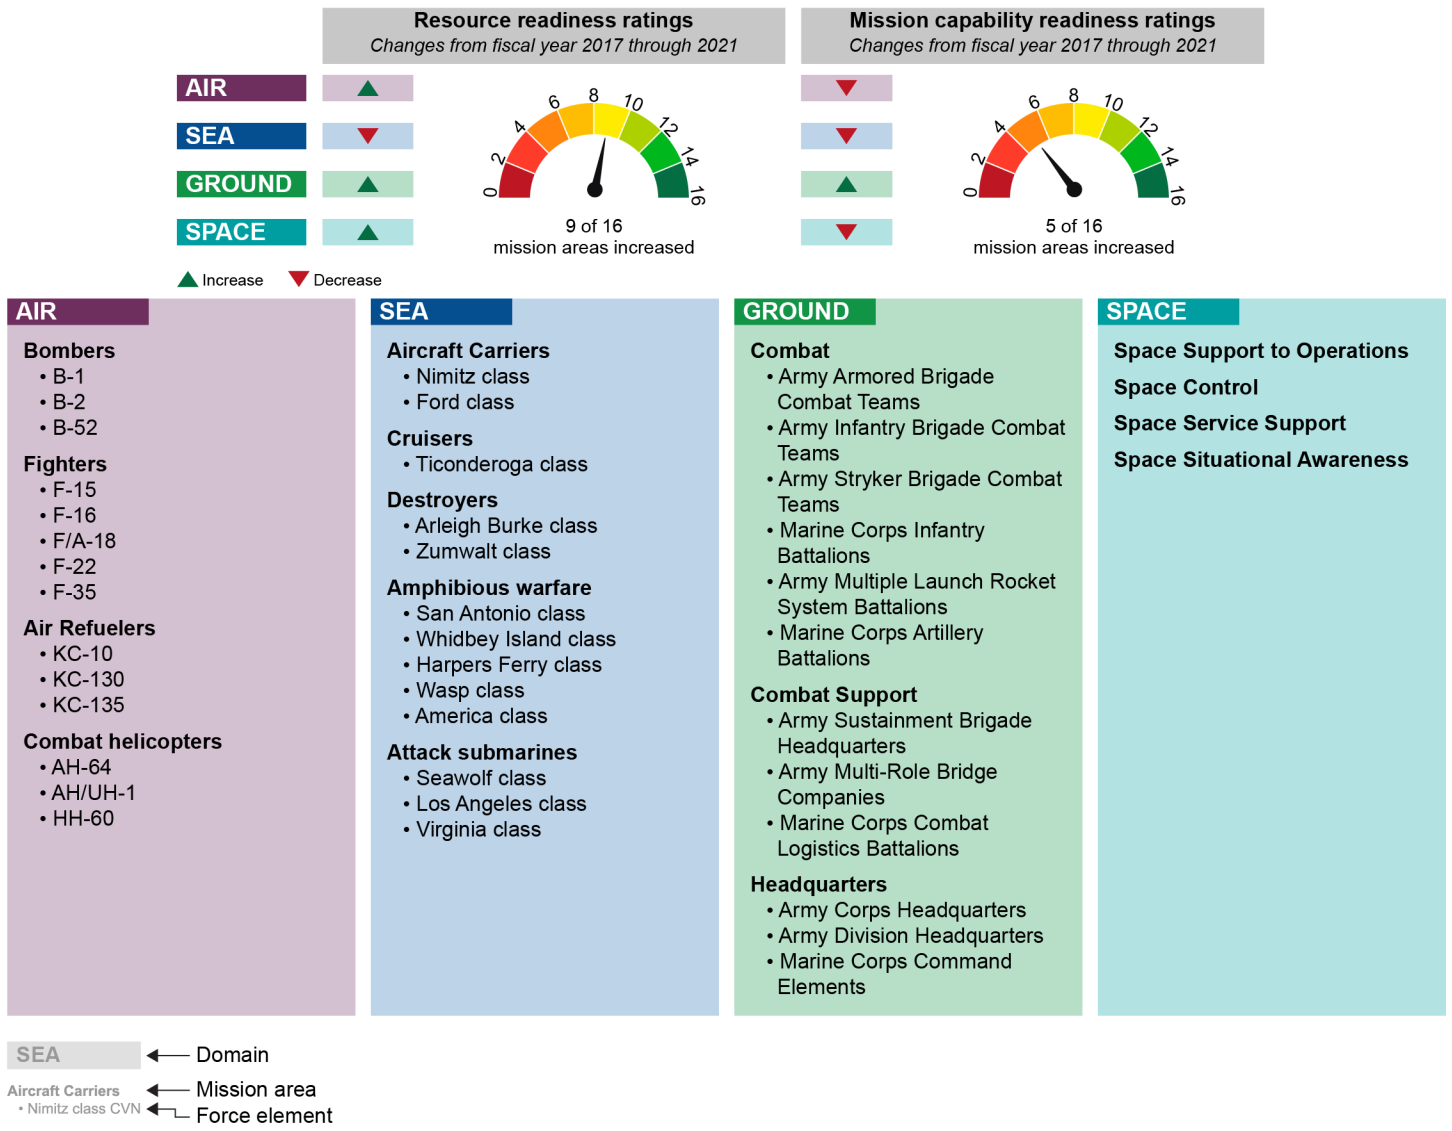 Resource readiness ratings
Changes from fiscal year 2017 through 2021
Mission capability readiness ratings
Changes from fiscal year 2017 through 2021
AIR
SEA
GROUND
SPACE
0
2
4
6
8
10
12
14
16
9 of 16
mission areas increased
0
2
4
6
8
10
12
14
16
5 of 16
mission areas increased
Increase
Decrease
AIR
Bombers
• B-1
• B-2
• B-52
Fighters
• F-15
• F-16
• F/A-18
• F-22
• F-35
Air Refuelers
• KC-10
• KC-130
• KC-135
Combat helicopters
• AH-64
• AH/UH-1
• HH-60
SEA
Aircraft Carriers
• Nimitz class
• Ford class
Cruisers
• Ticonderoga class
Destroyers
• Arleigh Burke class
• Zumwalt class
Amphibious warfare
• San Antonio class
• Whidbey Island class
• Harpers Ferry class
• Wasp class
• America class
Attack submarines
• Seawolf class
• Los Angeles class
• Virginia class
GROUND
Combat
• Army Armored Brigade
Combat Teams
• Army Infantry Brigade Combat
Teams
• Army Stryker Brigade Combat
Teams
• Marine Corps Infantry
Battalions
• Army Multiple Launch Rocket
System Battalions
• Marine Corps Artillery
Battalions
Combat Support
• Army Sustainment Brigade
Headquarters
• Army Multi-Role Bridge
Companies
• Marine Corps Combat
Logistics Battalions
Headquarters
• Army Corps Headquarters
• Army Division Headquarters
• Marine Corps Command
Elements
SPACE
Space Support to Operations
Space Control
Space Service Support
Space Situational Awareness
SEA
Domain
Aircraft Carriers
Mission area
• Nimitz class CVN
Force element